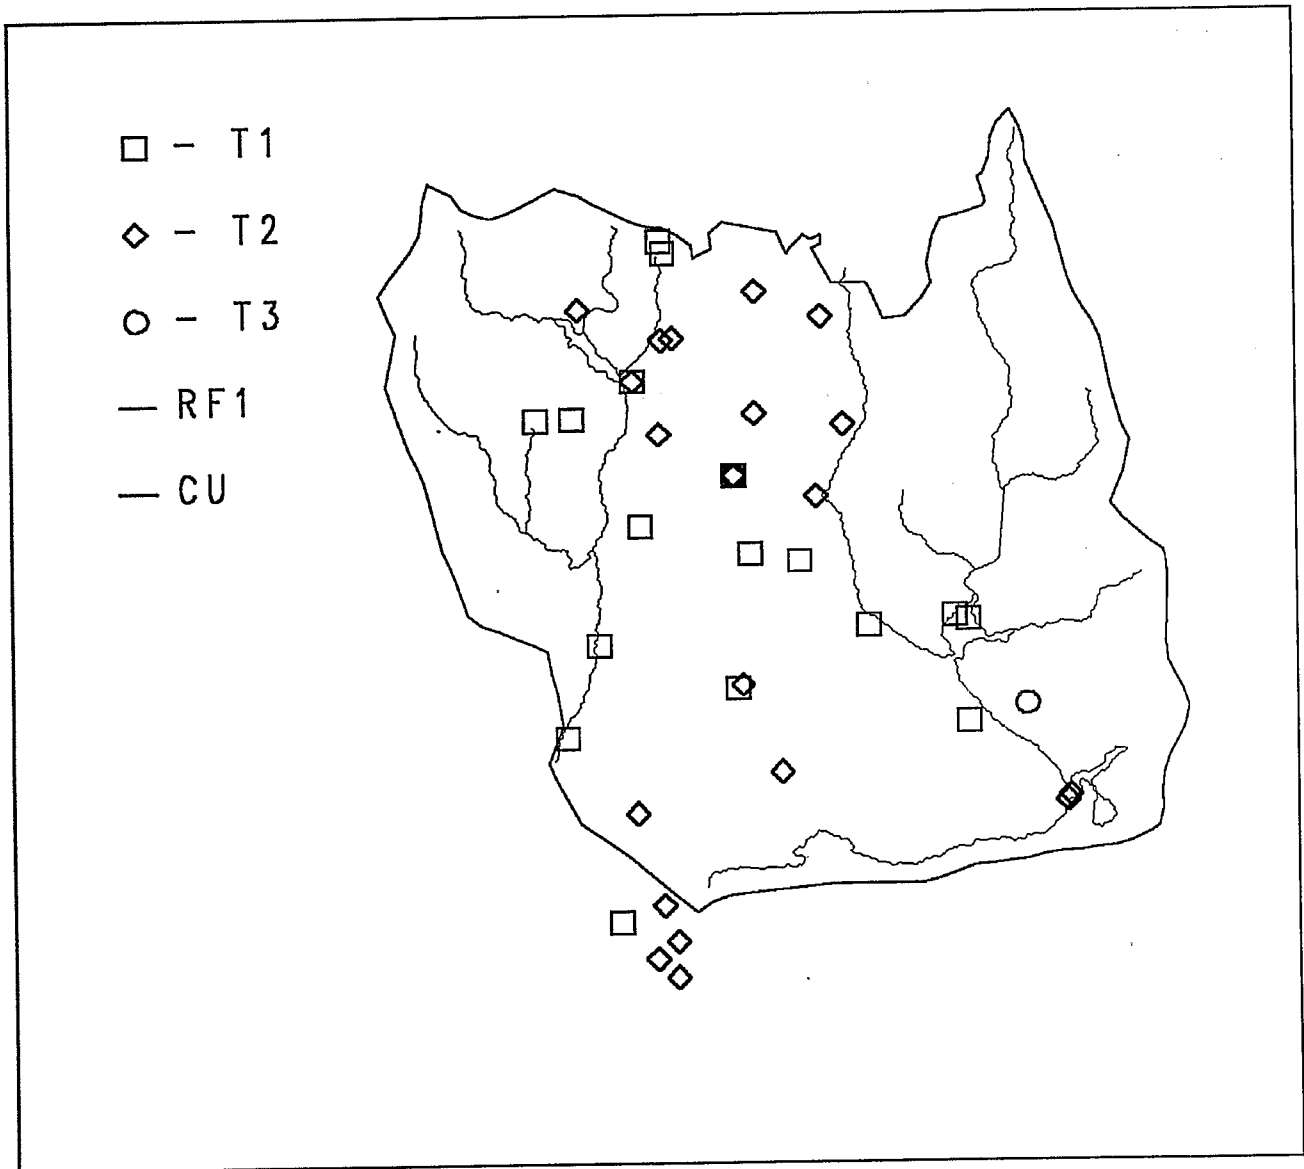 □ - T1
◇ - T2
○ - T3
— RF1
— CU